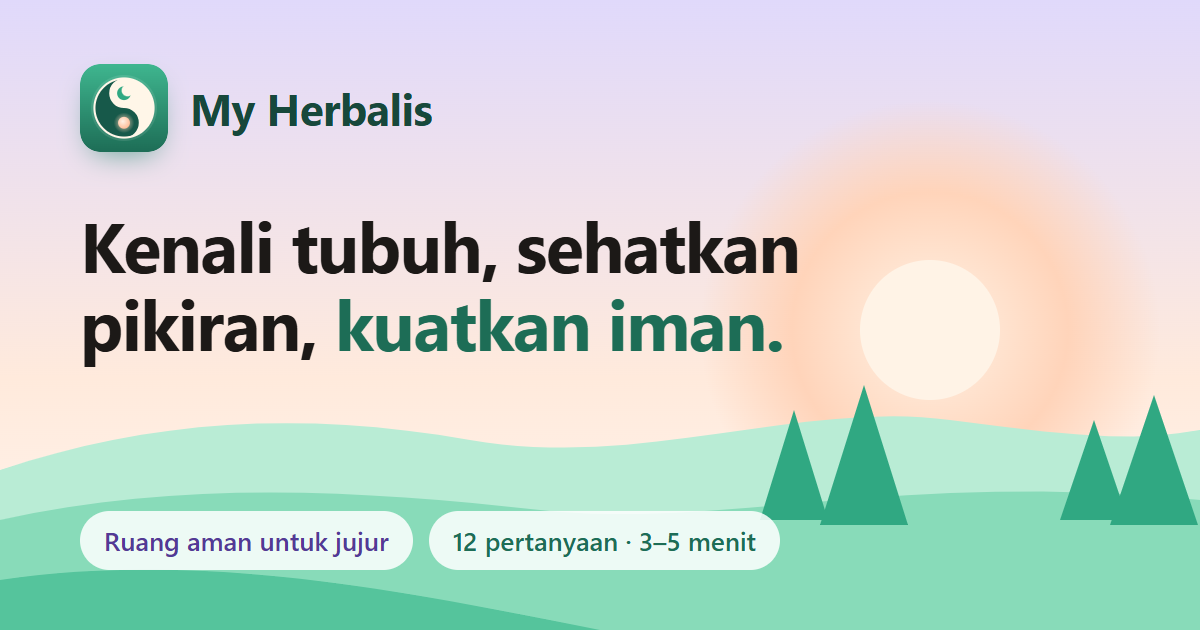 My Herbalis
Kenali tubuh, sehatkan
pikiran, kuatkan iman.
Ruang aman untuk jujur
12 pertanyaan · 3–5 menit